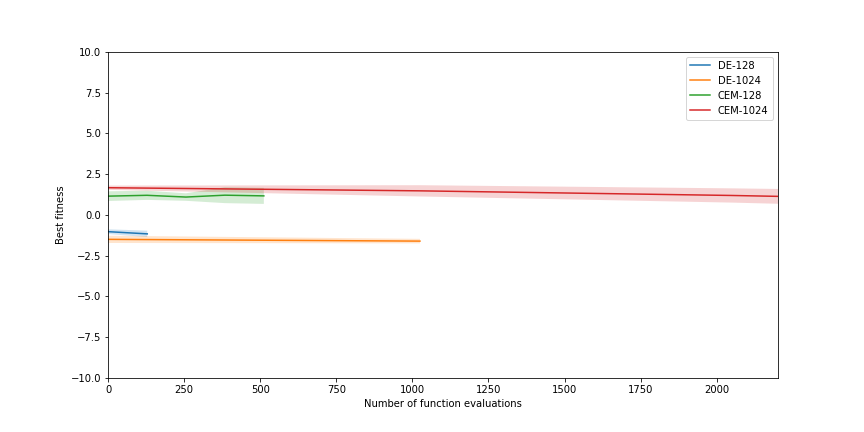 10.0
7.5
5.0
2.5
0.0
−2.5
−5.0
−7.5
−10.0
Best fitness
0 250 500 750 1000 1250 1500 1750 2000
Number of function evaluations
DE-128
DE-1024
CEM-128
CEM-1024